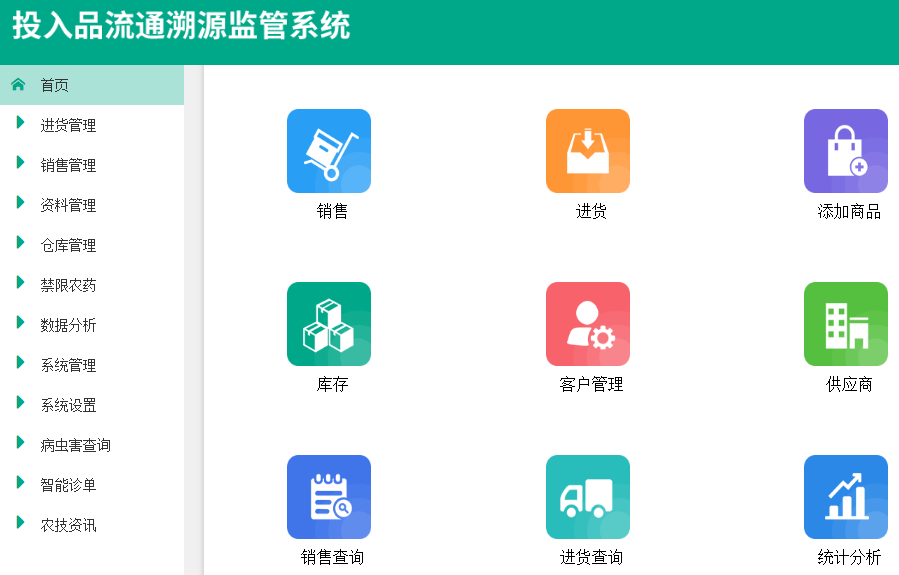 投入品流通溯源监管系统
首页
进货管理
销售管理
资料管理
仓库管理
禁限农药
数据分析
系统管理
系统设置
病虫害查询
智能诊单
农技资讯
销售
进货
添加商品
库存
客户管理
供应商
销售查询
进货查询
统计分析